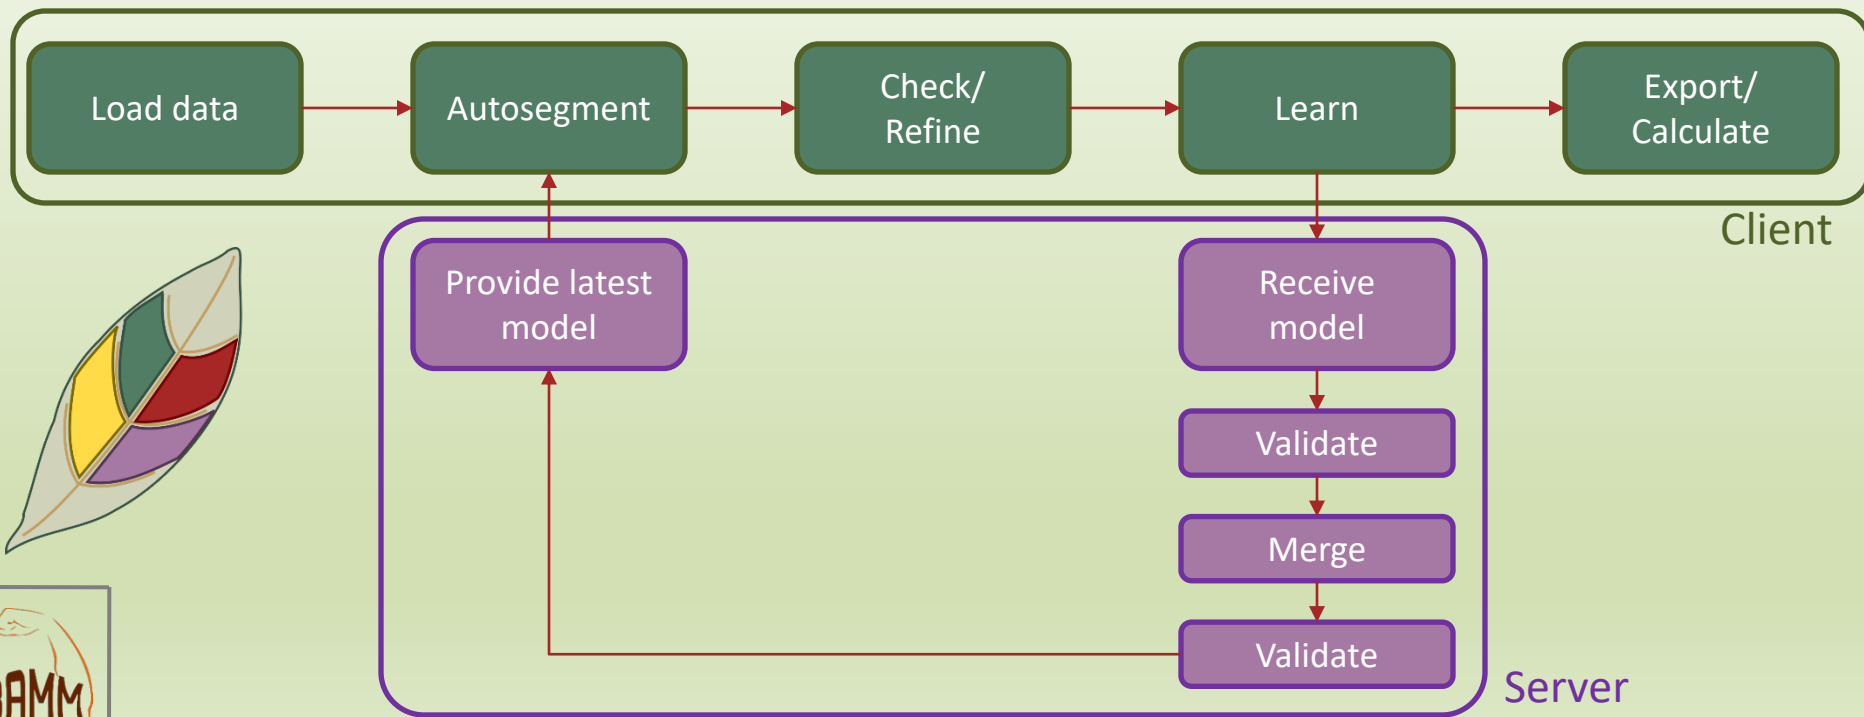 Load data
Autosegment
Check/
Refine
Learn
Export/
Calculate
Client
Provide latest
model
Receive
model
Validate
Merge
Validate
Server